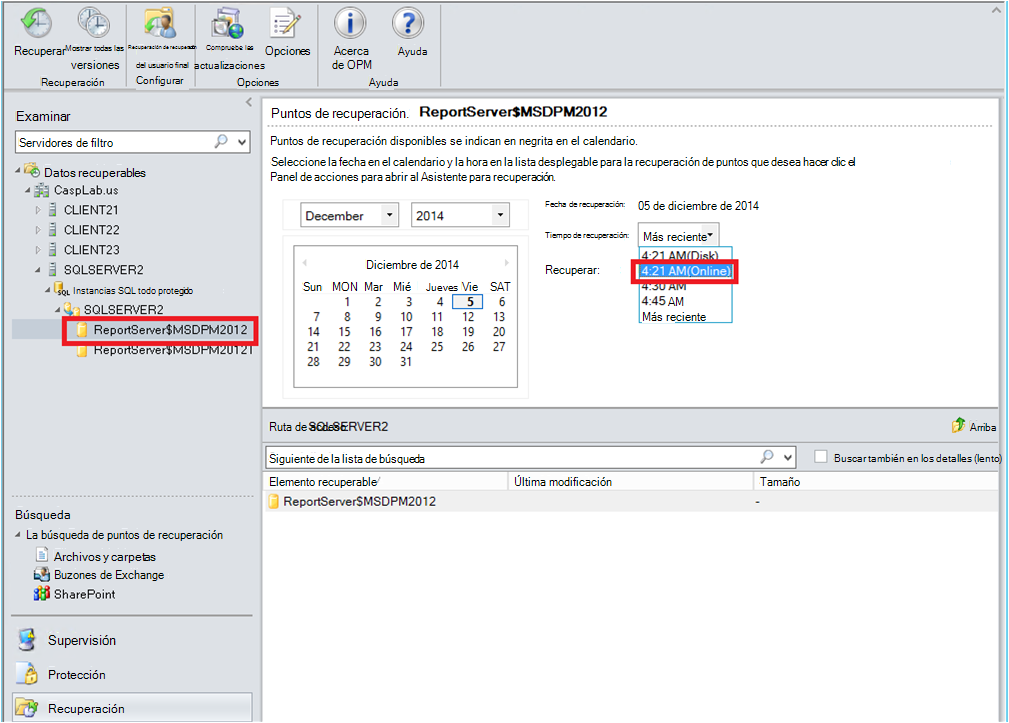 Recuperar
Mostrar todas las
versiones
Recuperación
Recuperación de recuperación
del usuario final
Configurar
Compruebe las
actualizaciones
Opciones
Opciones
Acerca
de OPM
Ayuda
Ayuda
Examinar
Servidores de filtro
Datos recuperables
CaspLab.us
CLIENT21
CLIENT22
CLIENT23
SQLSERVER2
Instancias SQL todo protegido
SQLSERVER2
ReportServer$MSDPM2012
ReportServer$MSDPM2012T
Búsqueda
La búsqueda de puntos de recuperación
Archivos y carpetas
Buzones de Exchange
SharePoint
Supervisión
Protección
Recuperación
Puntos de recuperación. ReportServer$MSDPM2012
Puntos de recuperación disponibles se indican en negrita en el calendario.
Seleccione la fecha en el calendario y la hora en la lista desplegable para la recuperación de puntos que desea hacer clic el
Panel de acciones para abrir al Asistente para recuperación.
December 2014
Diciembre de 2014
Sun MON Mar Mié Jueves Vie SAT
1 2 3 4 5 6
7 8 9 10 11 12 13
14 15 16 17 18 19 20
21 22 23 24 25 26 27
28 29 30 31
Fecha de recuperación: 05 de diciembre de 2014
Tiempo de recuperación: Más reciente
Recuperar:
4:21 AM(Disk)
4:21 AM(Online)
4:30 AM
4:45 AM
Más reciente
Ruta de acceso: SQLSERVER2
Arriba
Siguiente de la lista de búsqueda
Buscar también en los detalles (lento)
Elemento recuperable Última modificación Tamaño
ReportServer$MSDPM2012 -